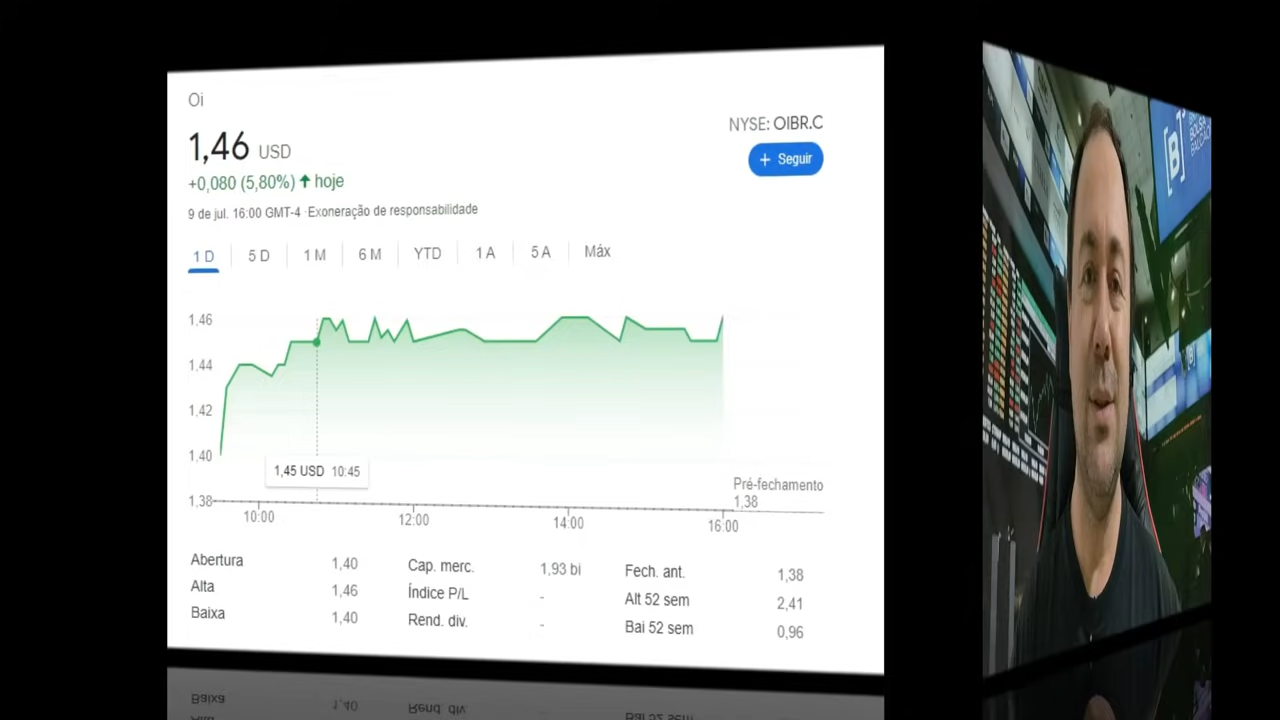 Oi
NYSE: OIBR.C
1,46 USD
+ Seguir
+0,080 (5,80%) ↑ hoje
9 de jul. 16:00 GMT-4 · Exoneração de responsabilidade
1 D 5 D 1 M 6 M YTD 1 A 5 A Máx
1,46
1,44
1,42
1,40
1,38
1,45 USD 10:45
Pré-fechamento
1,38
10:00 12:00 14:00 16:00
Abertura 1,40 Cap. merc. 1,93 bi Fech. ant. 1,38
Alta 1,46 Índice P/L - Alt 52 sem 2,41
Baixa 1,40 Rend. div. - Bai 52 sem 0,96
[B]³
BOLSA
BALCÃO